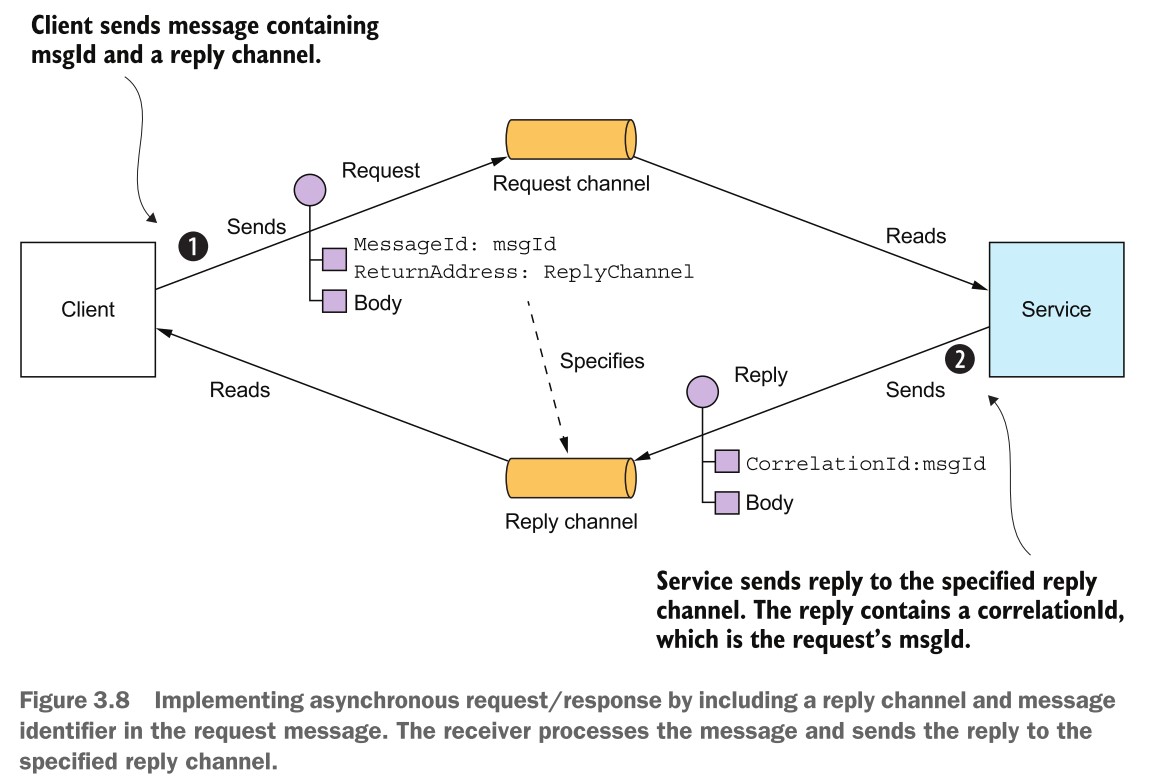 Client sends message containing
msgId and a reply channel.
Request
Request channel
Sends
1
MessageId: msgId
ReturnAddress: ReplyChannel
Body
Reads
Client
Service
Specifies
2
Reply
Sends
Reads
CorrelationId:msgId
Body
Reply channel
Service sends reply to the specified reply
channel. The reply contains a correlationId,
which is the request's msgId.
Figure 3.8 Implementing asynchronous request/response by including a reply channel and message
identifier in the request message. The receiver processes the message and sends the reply to the
specified reply channel.